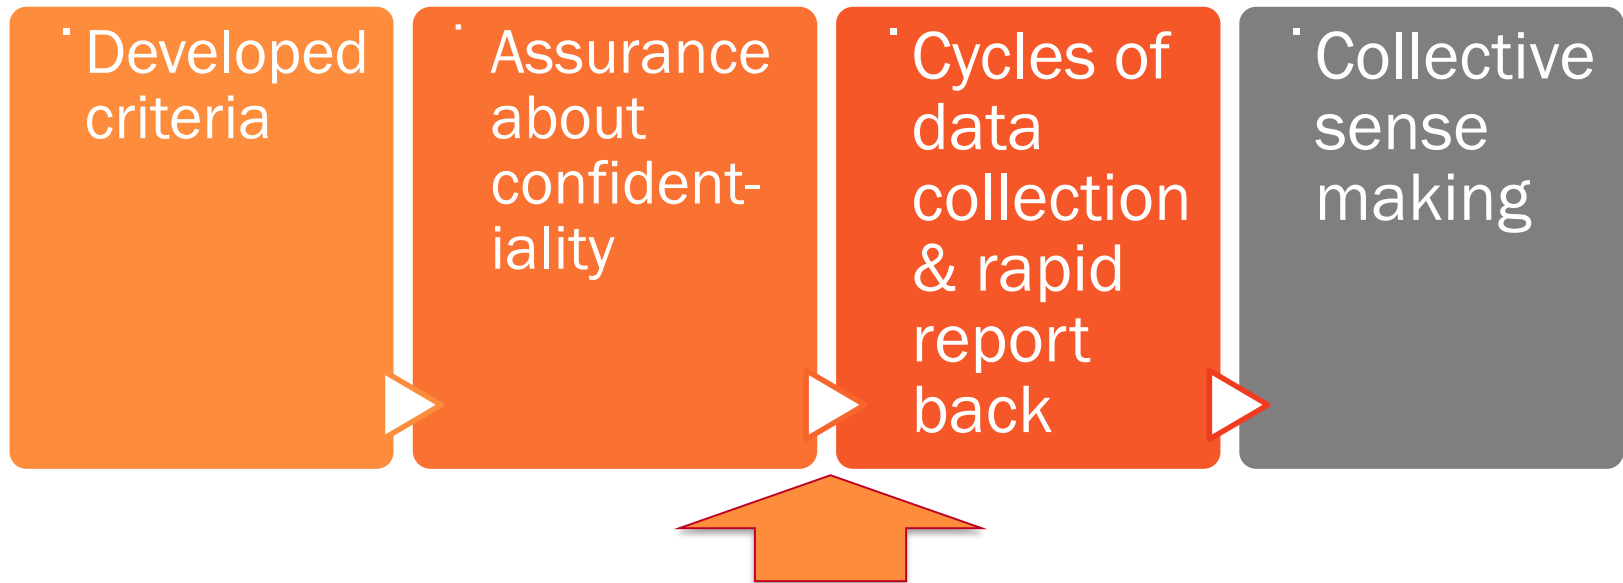 Developed
criteria
Assurance
about
confident-
iality
Cycles of
data
collection
& rapid
report
back
Collective
sense
making